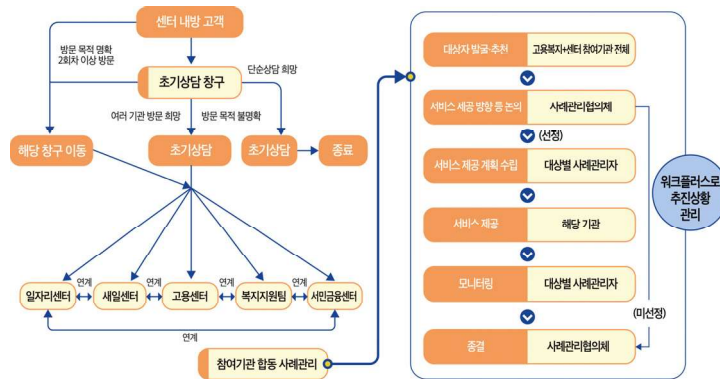 센터 내방 고객
방문 목적 명확
2회차 이상 방문
초기상담 창구
단순상담 희망
여러 기관 방문 희망
방문 목적 불명확
해당 창구 이동
초기상담
초기상담
종료
일자리센터
연계
새일센터
연계
고용센터
연계
복지지원팀
연계
서민금융센터
연계
참여기관 합동 사례관리
대상자 발굴·추천
고용복지+센터 참여기관 전체
서비스 제공 방향 등 논의
사례관리협의체
(선정)
서비스 제공 계획 수립
대상별 사례관리자
서비스 제공
해당 기관
모니터링
대상별 사례관리자
(미선정)
종결
사례관리협의체
워크플러스로
추진상황
관리